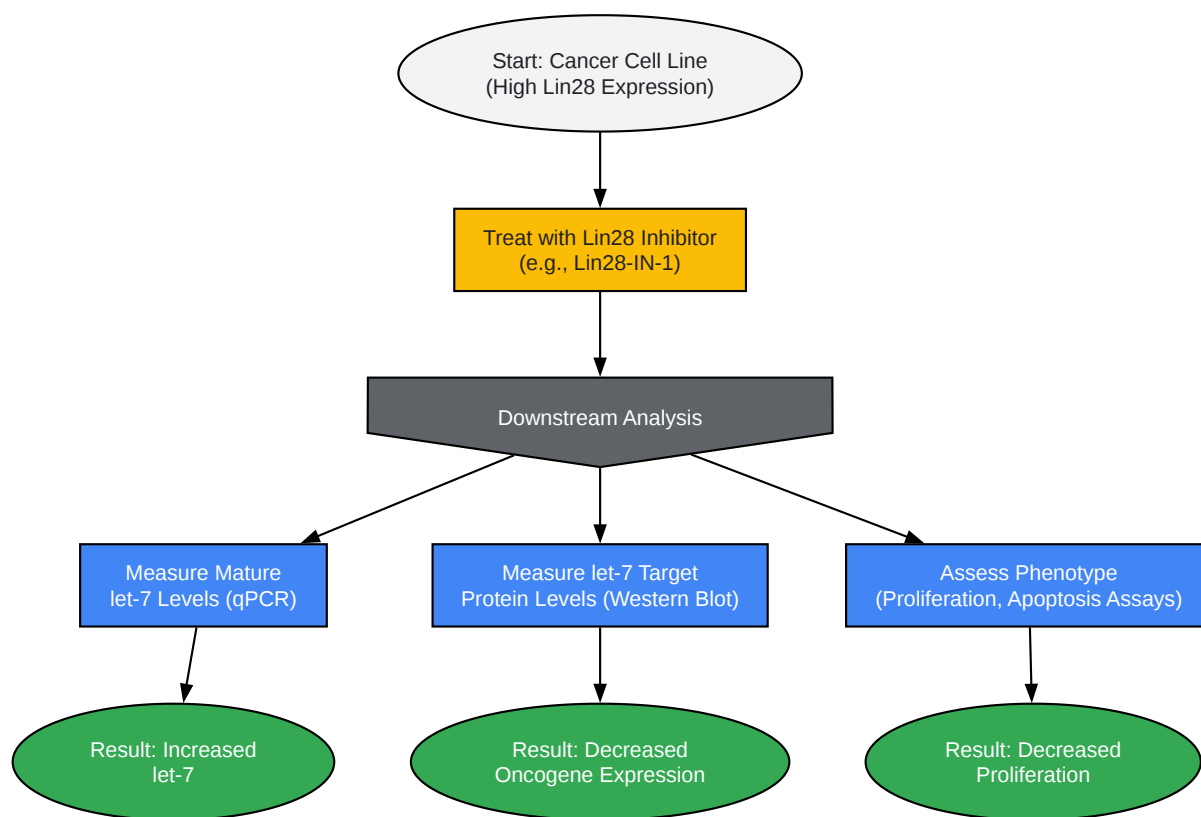 Start: Cancer Cell Line
(High Lin28 Expression)
Treat with Lin28 Inhibitor
(e.g., Lin28-IN-1)
Downstream Analysis
Measure Mature
let-7 Levels (qPCR)
Measure let-7 Target
Protein Levels (Western Blot)
Assess Phenotype
(Proliferation, Apoptosis Assays)
Result: Increased
let-7
Result: Decreased
Oncogene Expression
Result: Decreased
Proliferation